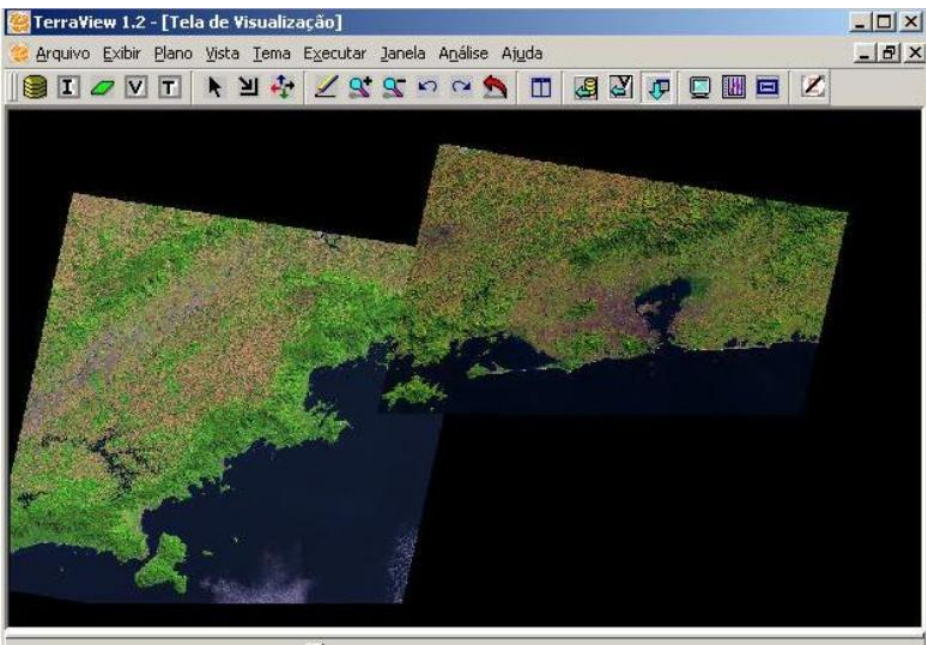 TerraView 1.2 - [Tela de Visualização]
Arquivo Exibir Plano Vista Tema Executar Janela Análise Ajuda
I V T